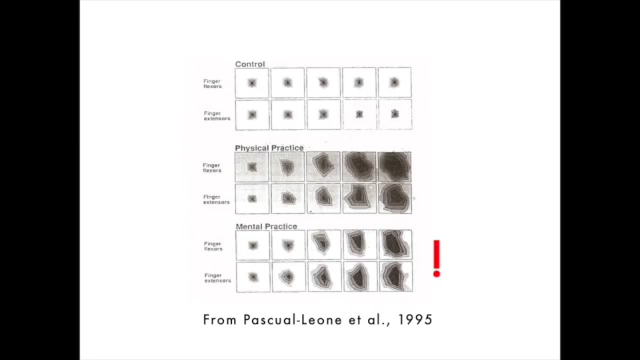 Control
Finger
flexors
Finger
extensors
Physical Practice
Finger
flexors
Finger
extensors
Mental Practice
Finger
flexors
Finger
extensors
!
From Pascual-Leone et al., 1995